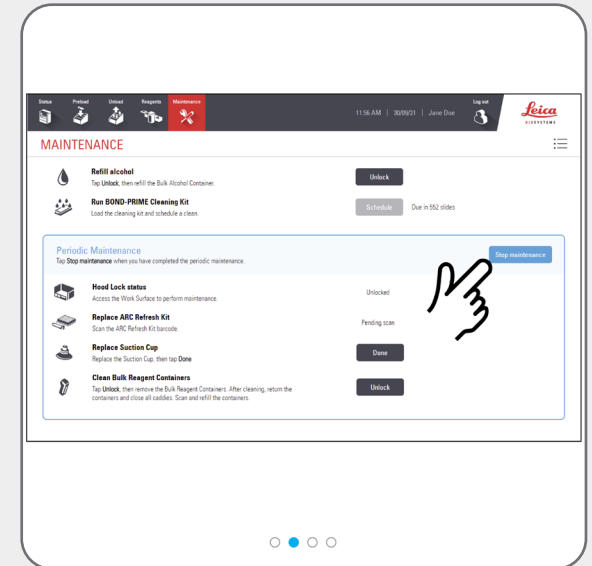 Status Preload Unload Reagents Maintenance 11:56 AM | 30/09/21 | Jane Doe Log out Leica
BIOSYSTEMS
MAINTENANCE
Refill alcohol
Tap Unlock, then refill the Bulk Alcohol Container.
Unlock
Run BOND-PRIME Cleaning Kit
Load the cleaning kit and schedule a clean.
Schedule Due in 552 slides
Periodic Maintenance
Tap Stop maintenance when you have completed the periodic maintenance.
Stop maintenance
Hood Lock status
Access the Work Surface to perform maintenance.
Unlocked
Replace ARC Refresh Kit
Scan the ARC Refresh Kit barcode.
Pending scan
Replace Suction Cup
Replace the Suction Cup, then tap Done
Done
Clean Bulk Reagent Containers
Tap Unlock, then remove the Bulk Reagent Containers. After cleaning, return the
containers and close all caddies. Scan and refill the containers.
Unlock